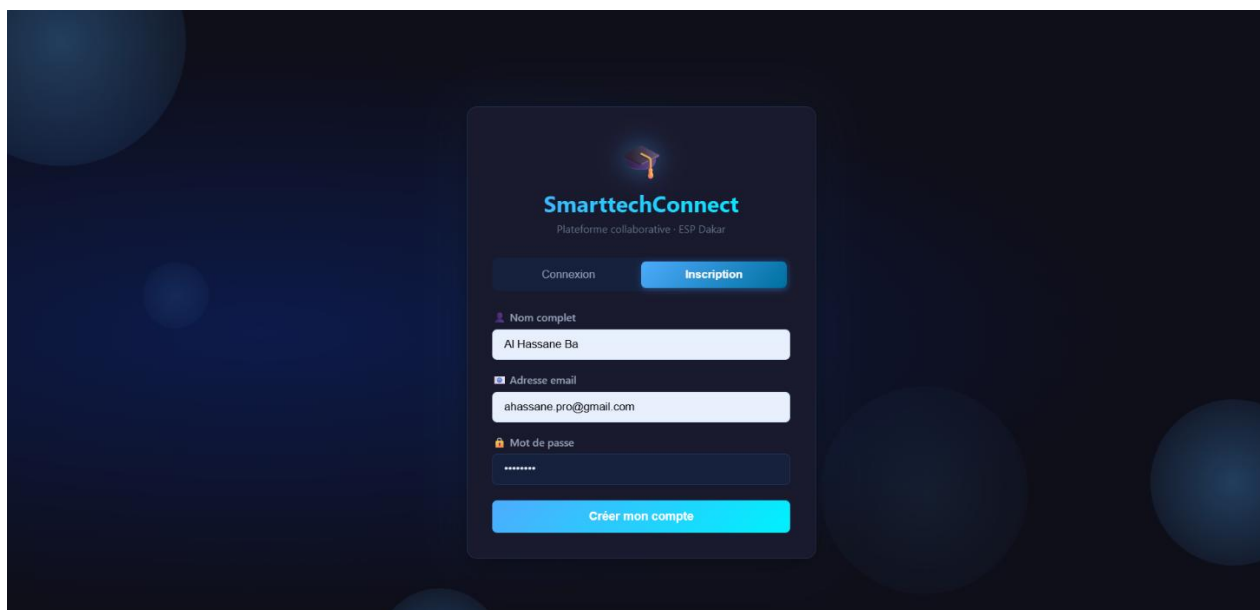 SmarttechConnect
Plateforme collaborative · ESP Dakar
Connexion Inscription
Nom complet
Al Hassane Ba
Adresse email
ahassane.pro@gmail.com
Mot de passe
••••••••
Créer mon compte